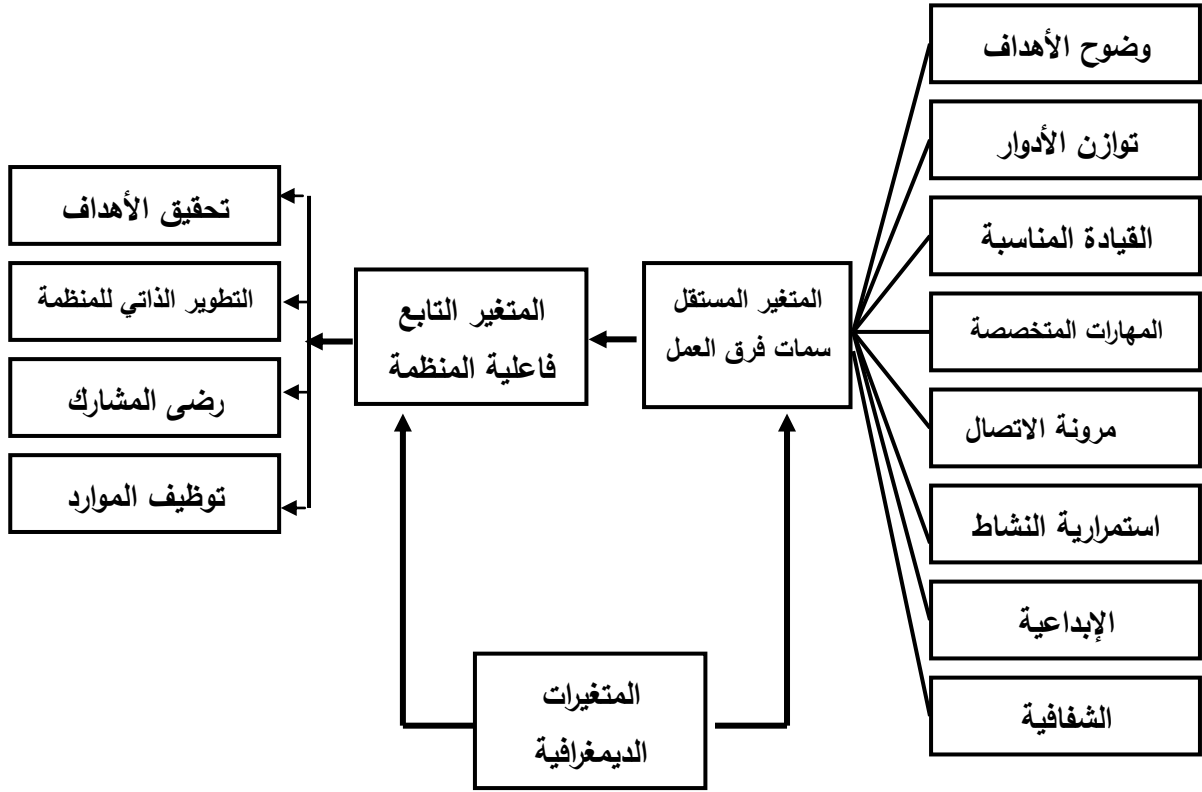 وضوح الأهداف
توازن الأدوار
القيادة المناسبة
المهارات المتخصصة
مرونة الاتصال
استمرارية النشاط
الإبداعية
الشفافية
المتغير المستقل
سمات فرق العمل
المتغير التابع
فاعلية المنظمة
تحقيق الأهداف
التطوير الذاتي للمنظمة
رضى المشارك
توظيف الموارد
المتغيرات
الديمغرافية